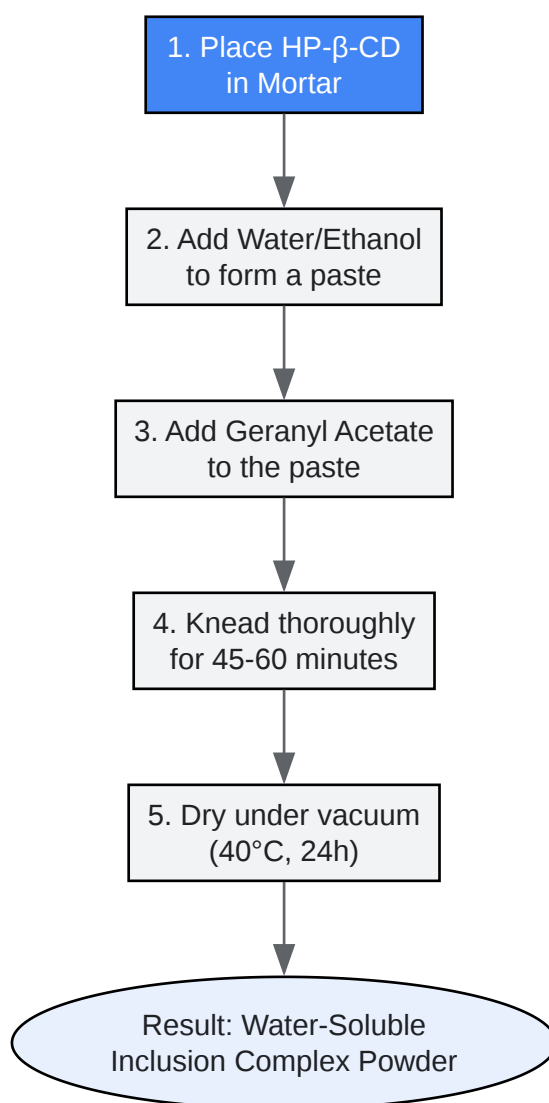 1. Place HP-β-CD
in Mortar
2. Add Water/Ethanol
to form a paste
3. Add Geranyl Acetate
to the paste
4. Knead thoroughly
for 45-60 minutes
5. Dry under vacuum
(40°C, 24h)
Result: Water-Soluble
Inclusion Complex Powder